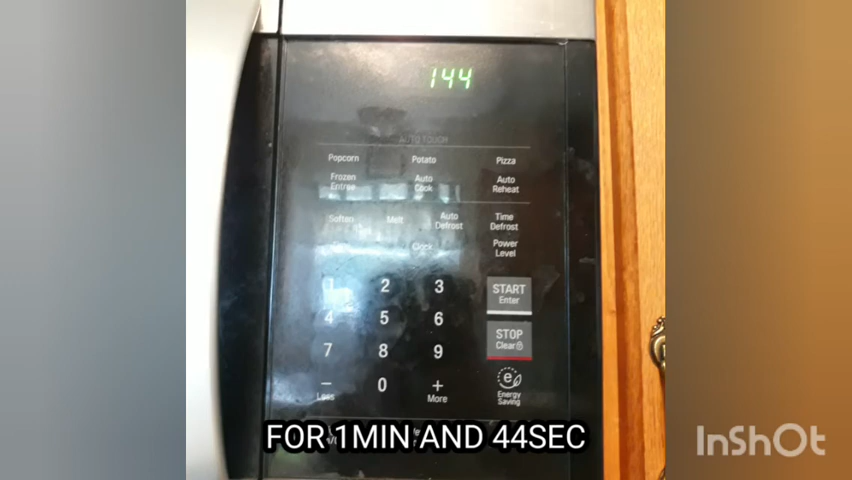 144
AUTO TOUCH
Popcorn Potato Pizza
Frozen Entree Auto Cook Auto Reheat
Soften Melt Auto Defrost Time Defrost
Clock Power Level
1 2 3 START Enter
4 5 6
7 8 9 STOP Clear
0
− Less + More e Energy Saving
FOR 1MIN AND 44SEC
InShOt